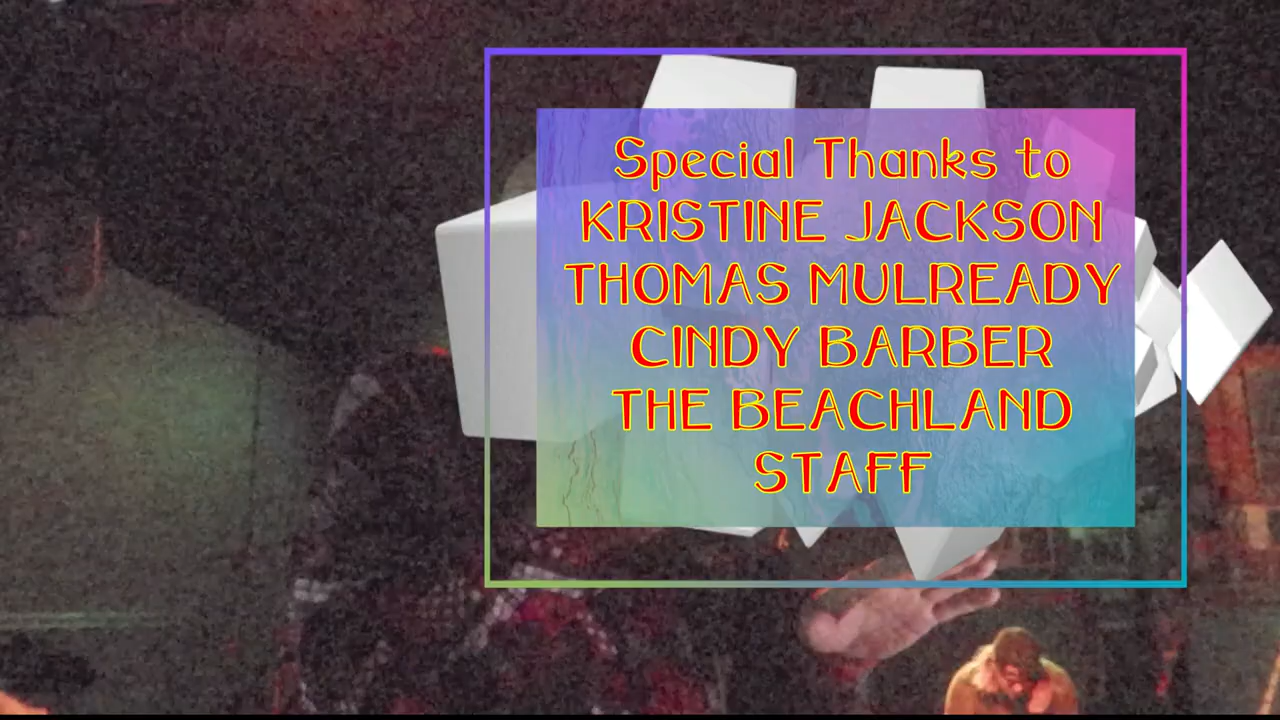 Special Thanks to
KRISTINE JACKSON
THOMAS MULREADY
CINDY BARBER
THE BEACHLAND
STAFF